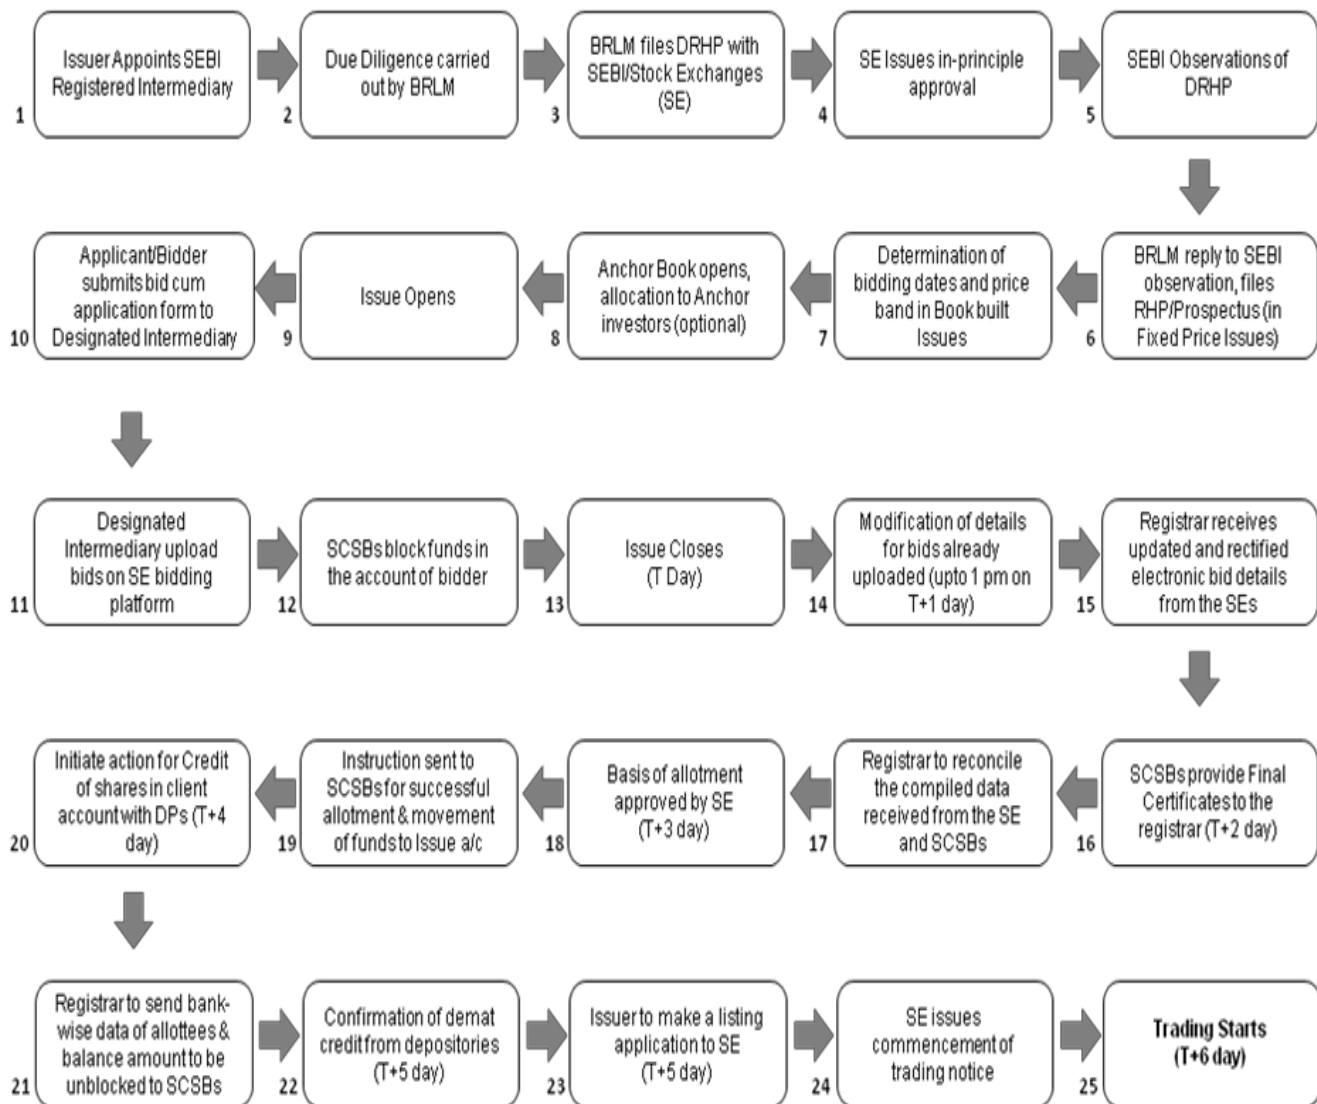 Issuer Appoints SEBI
Registered Intermediary
1
Due Diligence carried
out by BRLM
2
BRLM files DRHP with
SEBI/Stock Exchanges
(SE)
3
SE Issues in-principle
approval
4
SEBI Observations of
DRHP
5
BRLM reply to SEBI
observation, files
RHP/Prospectus (in
Fixed Price Issues)
6
Determination of
bidding dates and price
band in Book built
Issues
7
Anchor Book opens,
allocation to Anchor
investors (optional)
8
Issue Opens
9
Applicant/Bidder
submits bid cum
application form to
Designated Intermediary
10
Designated
Intermediary upload
bids on SE bidding
platform
11
SCSBs block funds in
the account of bidder
12
Issue Closes
(T Day)
13
Modification of details
for bids already
uploaded (upto 1 pm on
T+1 day)
14
Registrar receives
updated and rectified
electronic bid details
from the SEs
15
SCSBs provide Final
Certificates to the
registrar (T+2 day)
16
Registrar to reconcile
the compiled data
received from the SE
and SCSBs
17
Basis of allotment
approved by SE
(T+3 day)
18
Instruction sent to
SCSBs for successful
allotment & movement
of funds to Issue a/c
19
Initiate action for Credit
of shares in client
account with DPs (T+4
day)
20
Registrar to send bank-
wise data of allottees &
balance amount to be
unblocked to SCSBs
21
Confirmation of demat
credit from depositories
(T+5 day)
22
Issuer to make a listing
application to SE
(T+5 day)
23
SE issues
commencement of
trading notice
24
Trading Starts
(T+6 day)
25